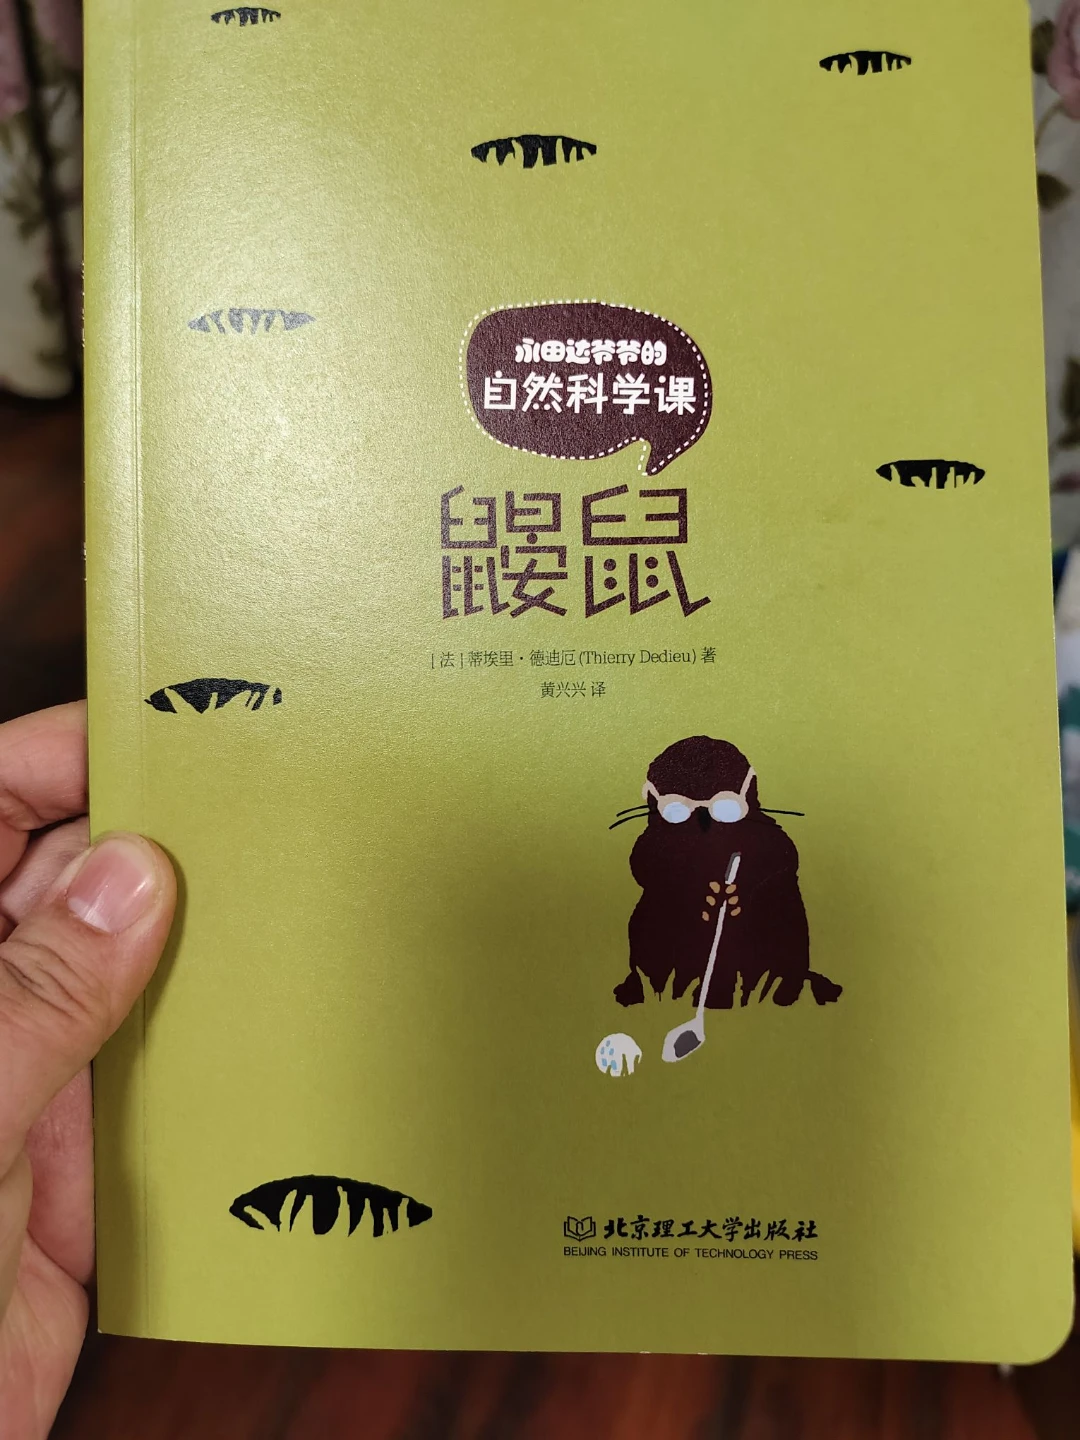 永田达爷爷的
自然科学课
鼹鼠
[法]蒂埃里·德迪厄(Thierry Dedieu) 著
黄兴兴 译
北京理工大学出版社
BEIJING INSTITUTE OF TECHNOLOGY PRESS